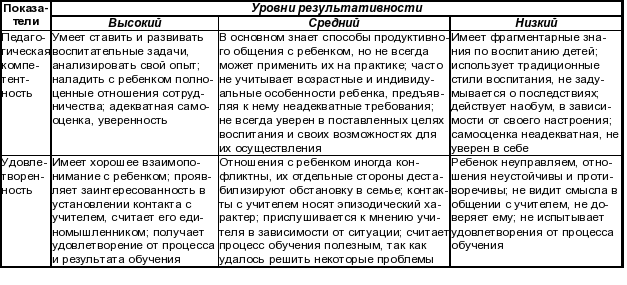 Показа-
тели
Уровни результативности
Высокий
Средний
Низкий
Педаго-
гическая
компе-
тент-
ность
Умеет ставить и развивать
воспитательные задачи,
анализировать свой опыт;
наладить с ребенком полно-
ценные отношения сотруд-
ничества; адекватная само-
оценка, уверенность
В основном знает способы продуктивно-
го общения с ребенком, но не всегда
может применить их на практике; часто
не учитывает возрастные и индивиду-
альные особенности ребенка, предъяв-
ляя к нему неадекватные требования;
не всегда уверен в поставленных целях
воспитания и своих возможностях для
их осуществления
Имеет фрагментарные зна-
ния по воспитанию детей;
использует традиционные
стили воспитания, не заду-
мывается о последствиях;
действует наобум, в зависи-
мости от своего настроения;
самооценка неадекватная, не
уверен в себе
Удовле-
творен-
ность
Имеет хорошее взаимопо-
нимание с ребенком; прояв-
ляет заинтересованность в
установлении контакта с
учителем, считает его еди-
номышленником; получает
удовлетворение от процесса
и результата обучения
Отношения с ребенком иногда кон-
фликтны, их отдельные стороны деста-
билизируют обстановку в семье; контак-
ты с учителем носят эпизодический ха-
рактер; прислушивается к мнению учи-
теля в зависимости от ситуации; считает
процесс обучения полезным, так как
удалось решить некоторые проблемы
Ребенок неуправляем, отно-
шения неустойчивы и проти-
воречивы; не видит смысла в
общении с учителем, не до-
веряет ему; не испытывает
удовлетворения от процесса
обучения